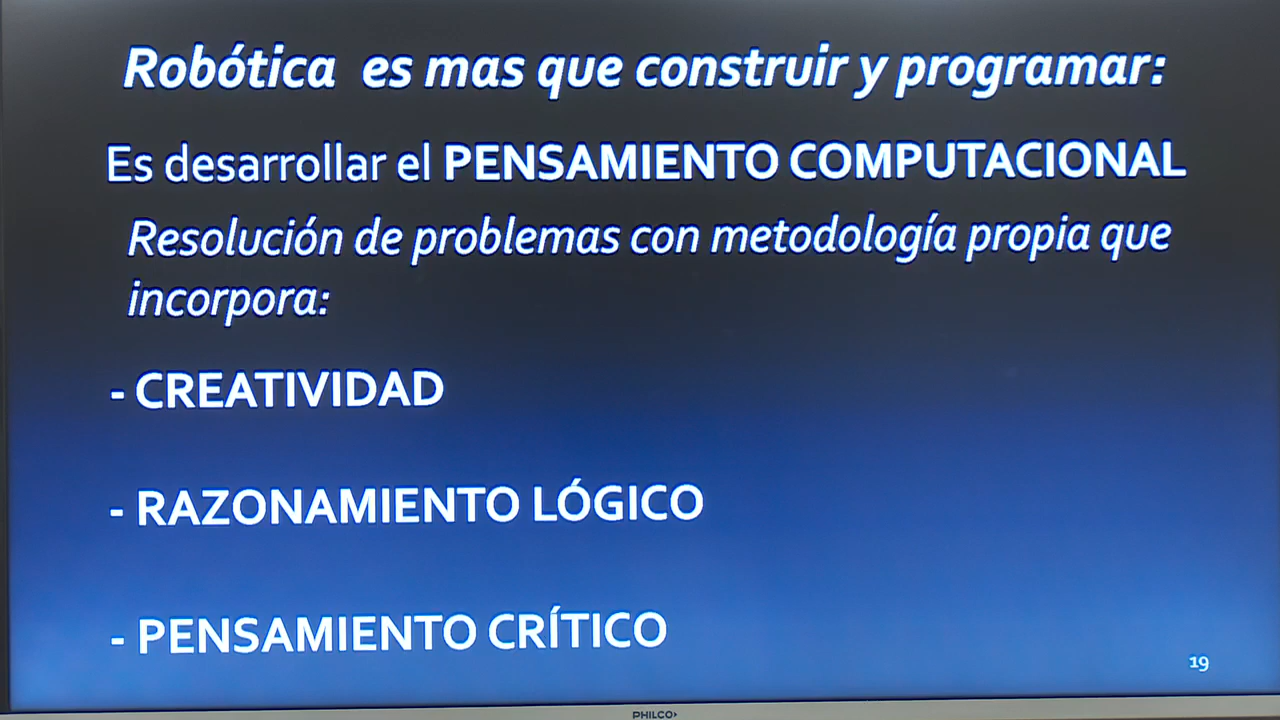 Robótica es mas que construir y programar:
Es desarrollar el PENSAMIENTO COMPUTACIONAL
Resolución de problemas con metodología propia que
incorpora:
- CREATIVIDAD
- RAZONAMIENTO LÓGICO
- PENSAMIENTO CRÍTICO
19
PHILCO